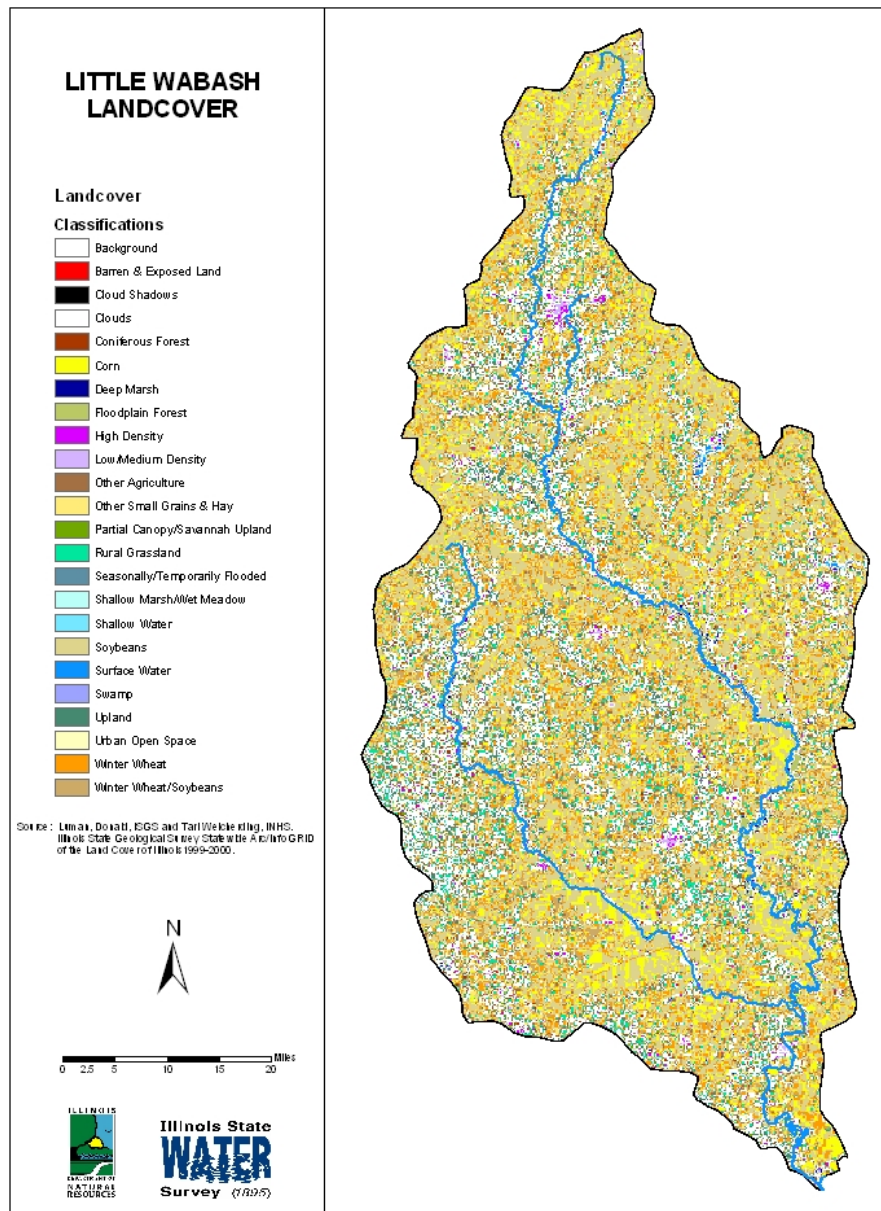 LITTLE WABASH
LANDCOVER
Landcover
Classifications
Background
Barren & Exposed Land
Cloud Shadows
Clouds
Coniferous Forest
Corn
Deep Marsh
Floodplain Forest
High Density
Low/Medium Density
Other Agriculture
Other Small Grains & Hay
Partial Canopy/Savannah Upland
Rural Grassland
Seasonally/Temporarily Flooded
Shallow Marsh/Wet Meadow
Shallow Water
Soybeans
Surface Water
Swamp
Upland
Urban Open Space
Winter Wheat
Winter Wheat/Soybeans
Source: Luman, Donald, ISGS and Tari Weicherding, INHS.
Illinois State Geological Survey Statewide Arc/Info GRID
of the Land Cover of Illinois 1999-2000.
N
Miles
0 2.5 5 10 15 20
ILLINOIS
DEPARTMENT OF
NATURAL
RESOURCES
Illinois State
WATER
Survey (1895)